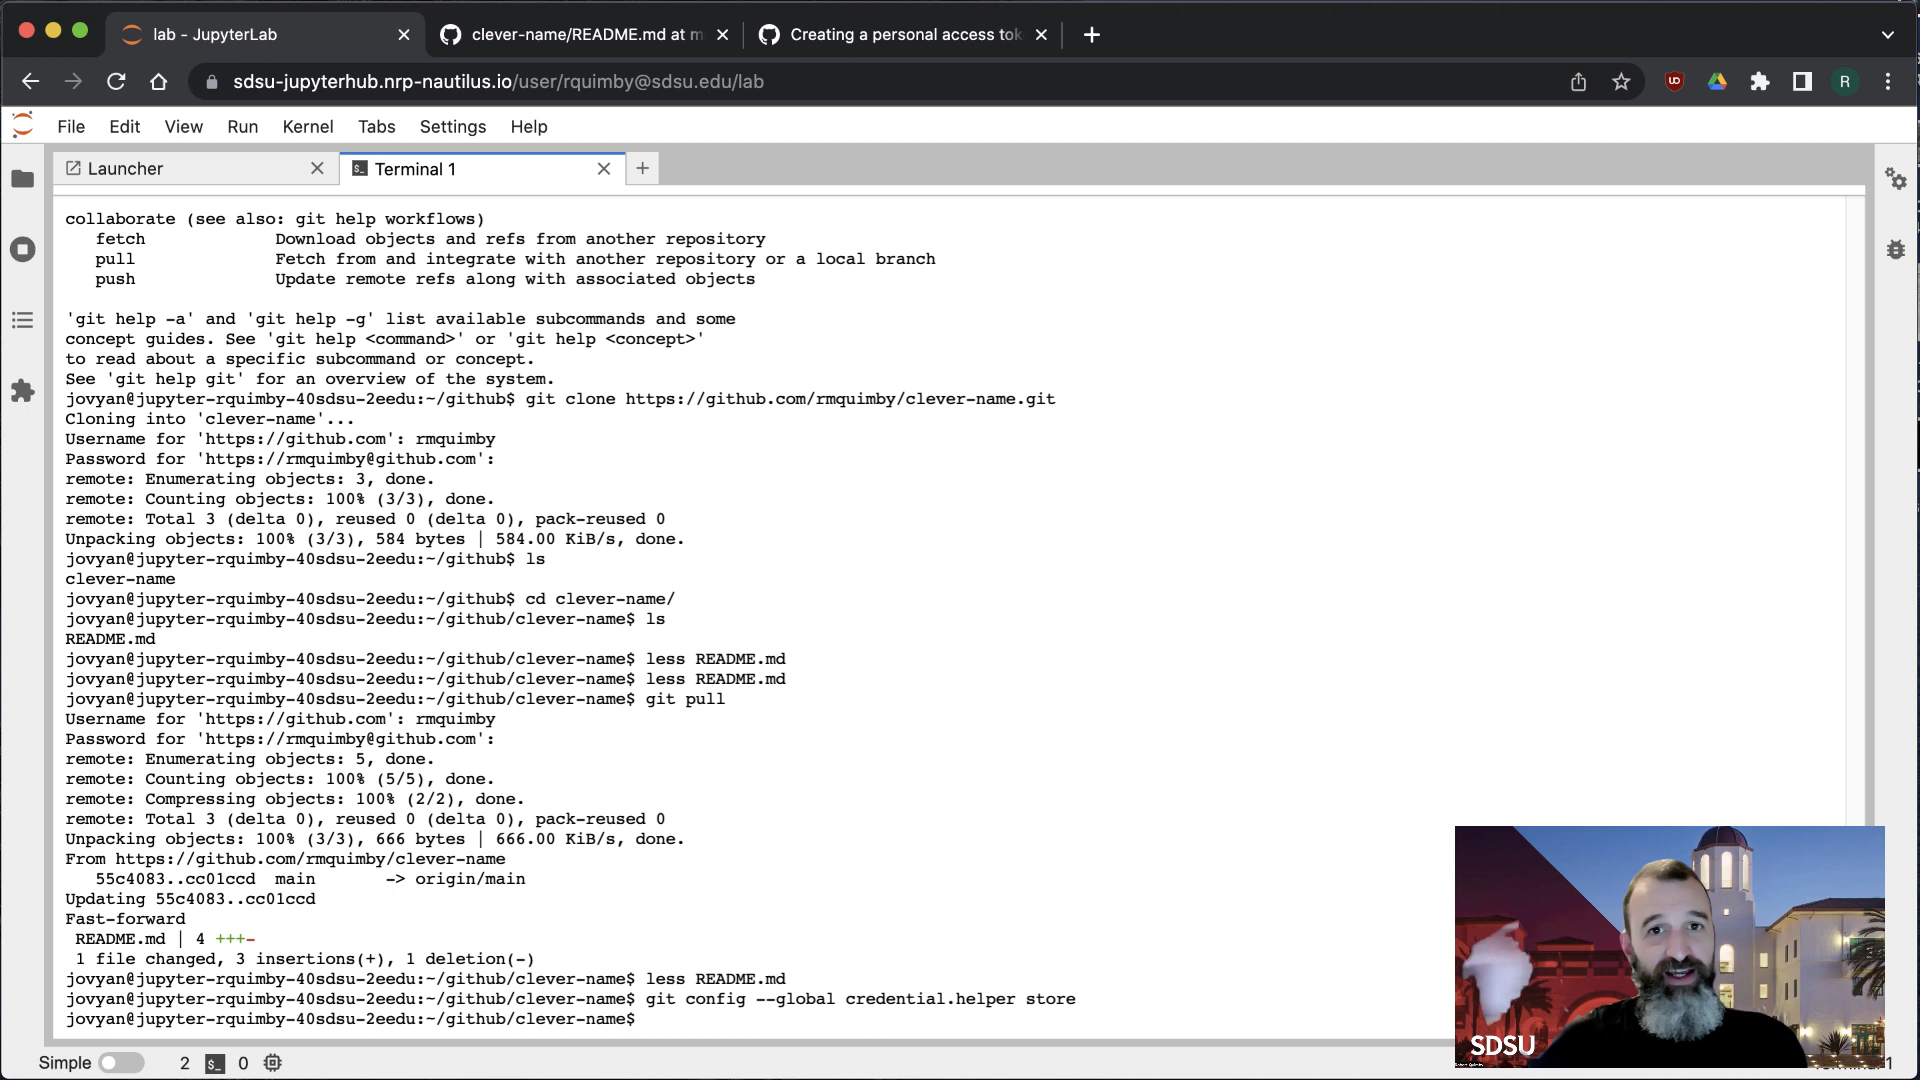 lab - JupyterLab
clever-name/README.md at m
Creating a personal access tok
sdsu-jupyterhub.nrp-nautilus.io/user/rquimby@sdsu.edu/lab
R
File Edit View Run Kernel Tabs Settings Help
Launcher
Terminal 1
collaborate (see also: git help workflows)
fetch Download objects and refs from another repository
pull Fetch from and integrate with another repository or a local branch
push Update remote refs along with associated objects
'git help -a' and 'git help -g' list available subcommands and some
concept guides. See 'git help <command>' or 'git help <concept>'
to read about a specific subcommand or concept.
See 'git help git' for an overview of the system.
jovyan@jupyter-rquimby-40sdsu-2eedu:~/github$ git clone https://github.com/rmquimby/clever-name.git
Cloning into 'clever-name'...
Username for 'https://github.com': rmquimby
Password for 'https://rmquimby@github.com':
remote: Enumerating objects: 3, done.
remote: Counting objects: 100% (3/3), done.
remote: Total 3 (delta 0), reused 0 (delta 0), pack-reused 0
Unpacking objects: 100% (3/3), 584 bytes | 584.00 KiB/s, done.
jovyan@jupyter-rquimby-40sdsu-2eedu:~/github$ ls
clever-name
jovyan@jupyter-rquimby-40sdsu-2eedu:~/github$ cd clever-name/
jovyan@jupyter-rquimby-40sdsu-2eedu:~/github/clever-name$ ls
README.md
jovyan@jupyter-rquimby-40sdsu-2eedu:~/github/clever-name$ less README.md
jovyan@jupyter-rquimby-40sdsu-2eedu:~/github/clever-name$ less README.md
jovyan@jupyter-rquimby-40sdsu-2eedu:~/github/clever-name$ git pull
Username for 'https://github.com': rmquimby
Password for 'https://rmquimby@github.com':
remote: Enumerating objects: 5, done.
remote: Counting objects: 100% (5/5), done.
remote: Compressing objects: 100% (2/2), done.
remote: Total 3 (delta 0), reused 0 (delta 0), pack-reused 0
Unpacking objects: 100% (3/3), 666 bytes | 666.00 KiB/s, done.
From https://github.com/rmquimby/clever-name
55c4083..cc01ccd main -> origin/main
Updating 55c4083..cc01ccd
Fast-forward
README.md | 4 +++-
1 file changed, 3 insertions(+), 1 deletion(-)
jovyan@jupyter-rquimby-40sdsu-2eedu:~/github/clever-name$ less README.md
jovyan@jupyter-rquimby-40sdsu-2eedu:~/github/clever-name$ git config --global credential.helper store
jovyan@jupyter-rquimby-40sdsu-2eedu:~/github/clever-name$
SDSU
Simple 2 0